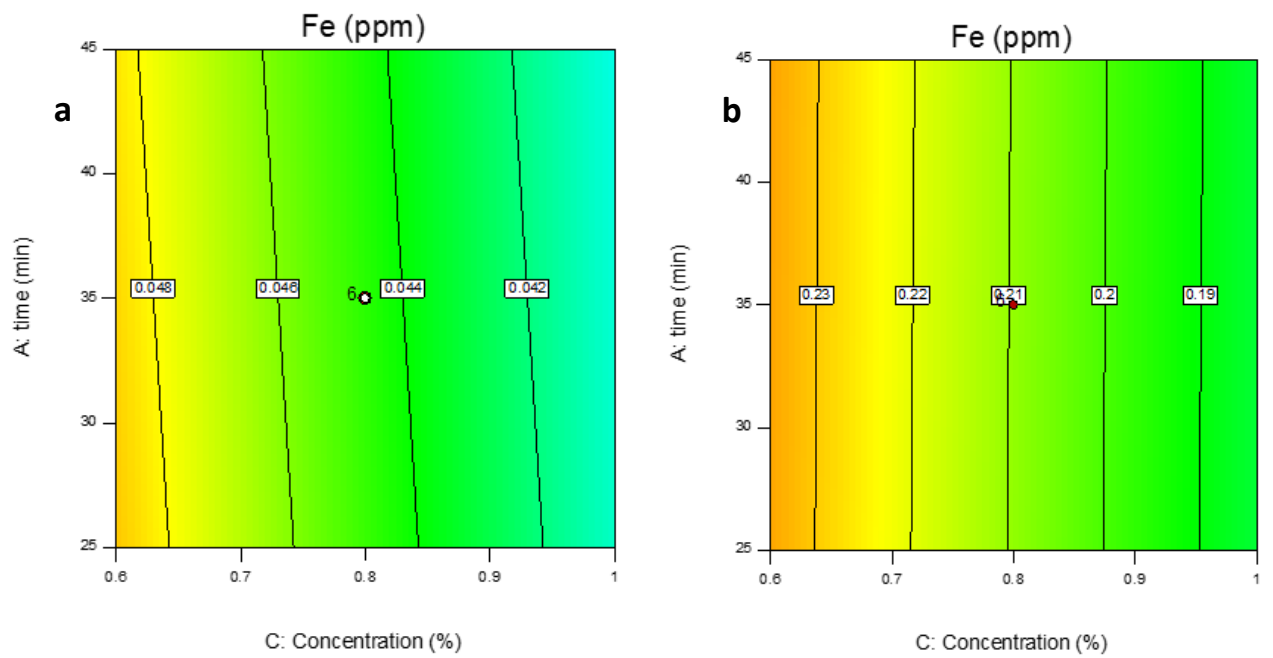 Fe (ppm)
a
45
40
35
30
25
A: time (min)
0.048
0.046
6
0.044
0.042
0.6 0.7 0.8 0.9 1
C: Concentration (%)
Fe (ppm)
b
45
40
35
30
25
A: time (min)
0.23
0.22
0.21
6
0.2
0.19
0.6 0.7 0.8 0.9 1
C: Concentration (%)